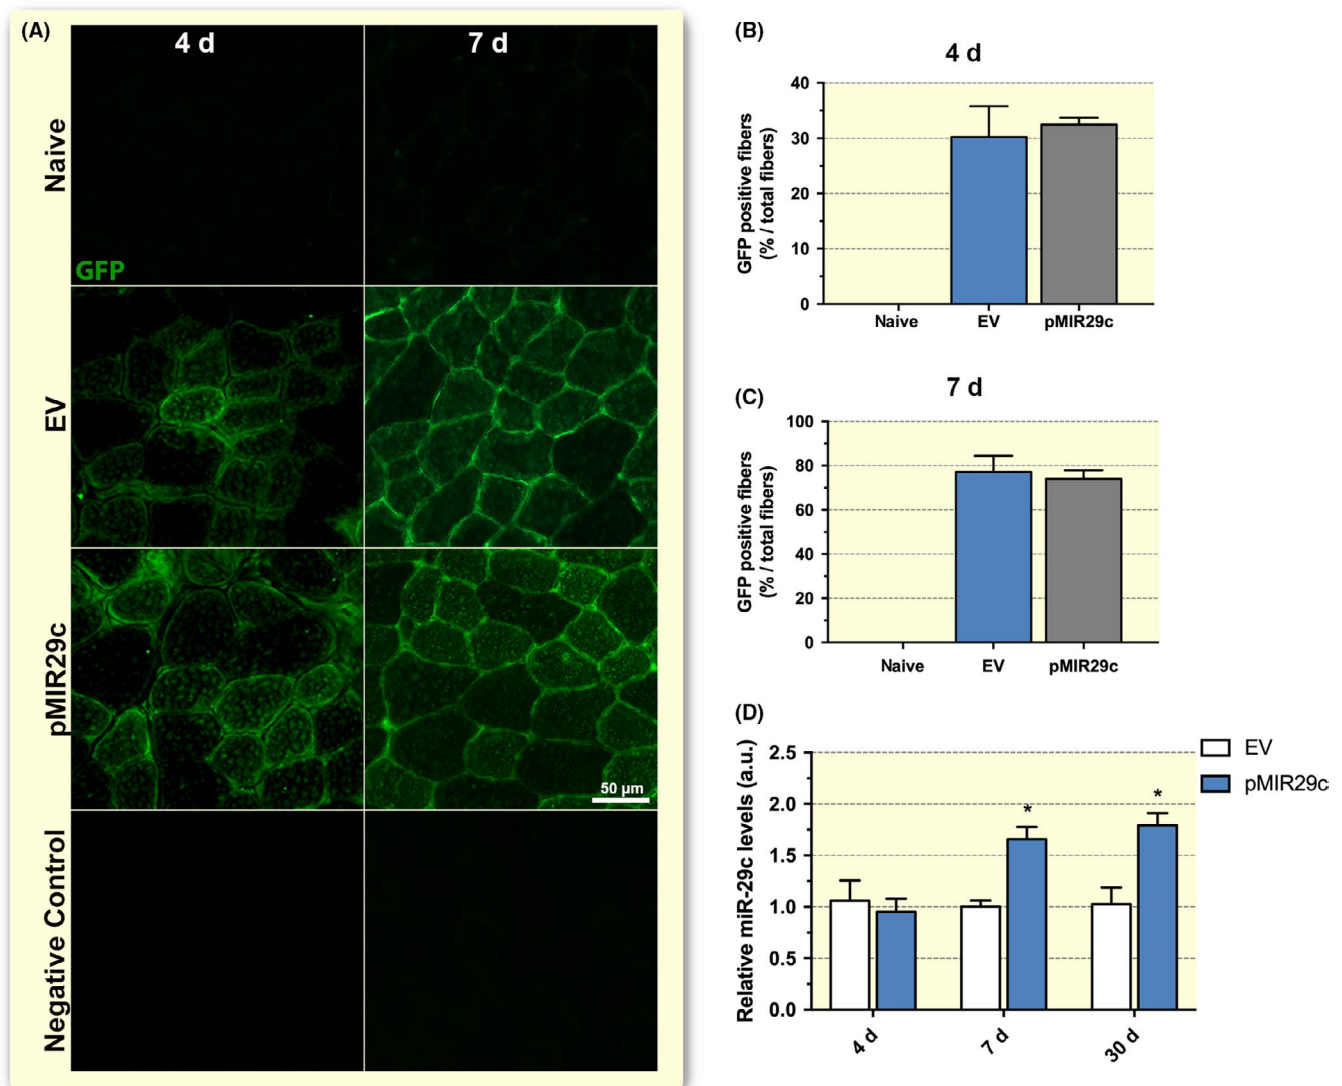 (A)
4 d
7 d
Naive
GFP
EV
pMIR29c
50 µm
Negative Control
(B)
4 d
GFP positive fibers
(% / total fibers)
40
30
20
10
0
Naive
EV
pMIR29c
(C)
7 d
GFP positive fibers
(% / total fibers)
100
80
60
40
20
0
Naive
EV
pMIR29c
(D)
Relative miR-29c levels (a.u.)
2.5
2.0
1.5
1.0
0.5
0.0
*
*
4 d
7 d
30 d
EV
pMIR29c